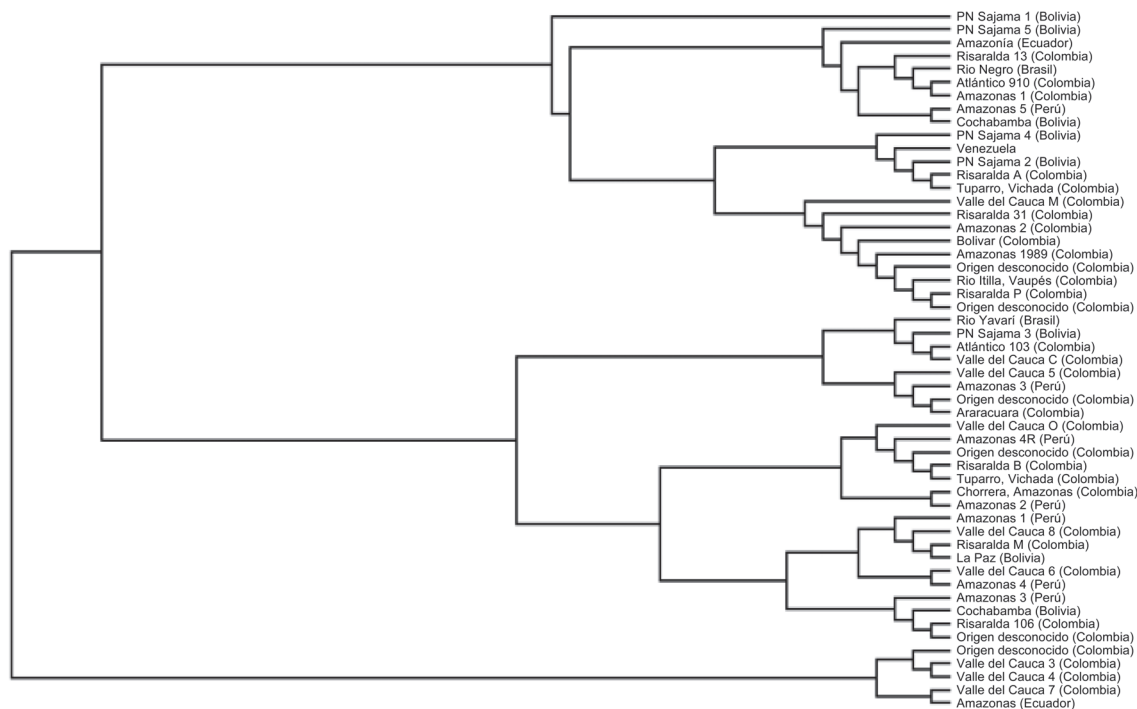 PN Sajama 1 (Bolivia)
PN Sajama 5 (Bolivia)
Amazonía (Ecuador)
Risaralda 13 (Colombia)
Rio Negro (Brasil)
Atlántico 910 (Colombia)
Amazonas 1 (Colombia)
Amazonas 5 (Perú)
Cochabamba (Bolivia)
PN Sajama 4 (Bolivia)
Venezuela
PN Sajama 2 (Bolivia)
Risaralda A (Colombia)
Tuparro, Vichada (Colombia)
Valle del Cauca M (Colombia)
Risaralda 31 (Colombia)
Amazonas 2 (Colombia)
Bolivar (Colombia)
Amazonas 1989 (Colombia)
Origen desconocido (Colombia)
Rio Itilla, Vaupés (Colombia)
Risaralda P (Colombia)
Origen desconocido (Colombia)
Rio Yavarí (Brasil)
PN Sajama 3 (Bolivia)
Atlántico 103 (Colombia)
Valle del Cauca C (Colombia)
Valle del Cauca 5 (Colombia)
Amazonas 3 (Perú)
Origen desconocido (Colombia)
Araracuara (Colombia)
Valle del Cauca O (Colombia)
Amazonas 4R (Perú)
Origen desconocido (Colombia)
Risaralda B (Colombia)
Tuparro, Vichada (Colombia)
Chorrera, Amazonas (Colombia)
Amazonas 2 (Perú)
Amazonas 1 (Perú)
Valle del Cauca 8 (Colombia)
Risaralda M (Colombia)
La Paz (Bolivia)
Valle del Cauca 6 (Colombia)
Amazonas 4 (Perú)
Amazonas 3 (Perú)
Cochabamba (Bolivia)
Risaralda 106 (Colombia)
Origen desconocido (Colombia)
Origen desconocido (Colombia)
Valle del Cauca 3 (Colombia)
Valle del Cauca 4 (Colombia)
Valle del Cauca 7 (Colombia)
Amazonas (Ecuador)